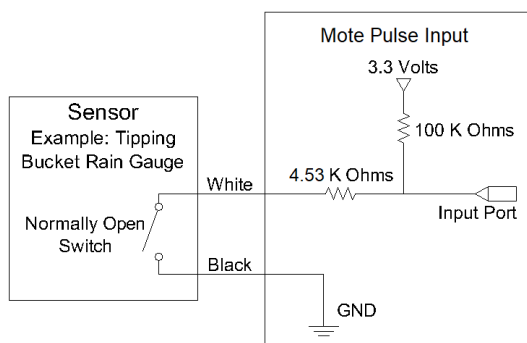 Mote Pulse Input
3.3 Volts
Sensor
Example: Tipping
Bucket Rain Gauge
100 K Ohms
White
4.53 K Ohms
Input Port
Normally Open
Switch
Black
GND